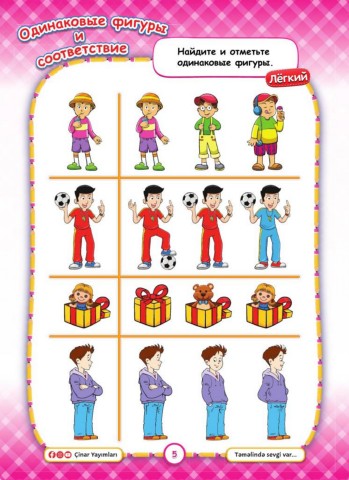 Одинаковые фигуры
и
соответствие
Найдите и отметьте
одинаковые фигуры.
Лёгкий
Çinar Yayımları
5
Təməlində sevgi var...